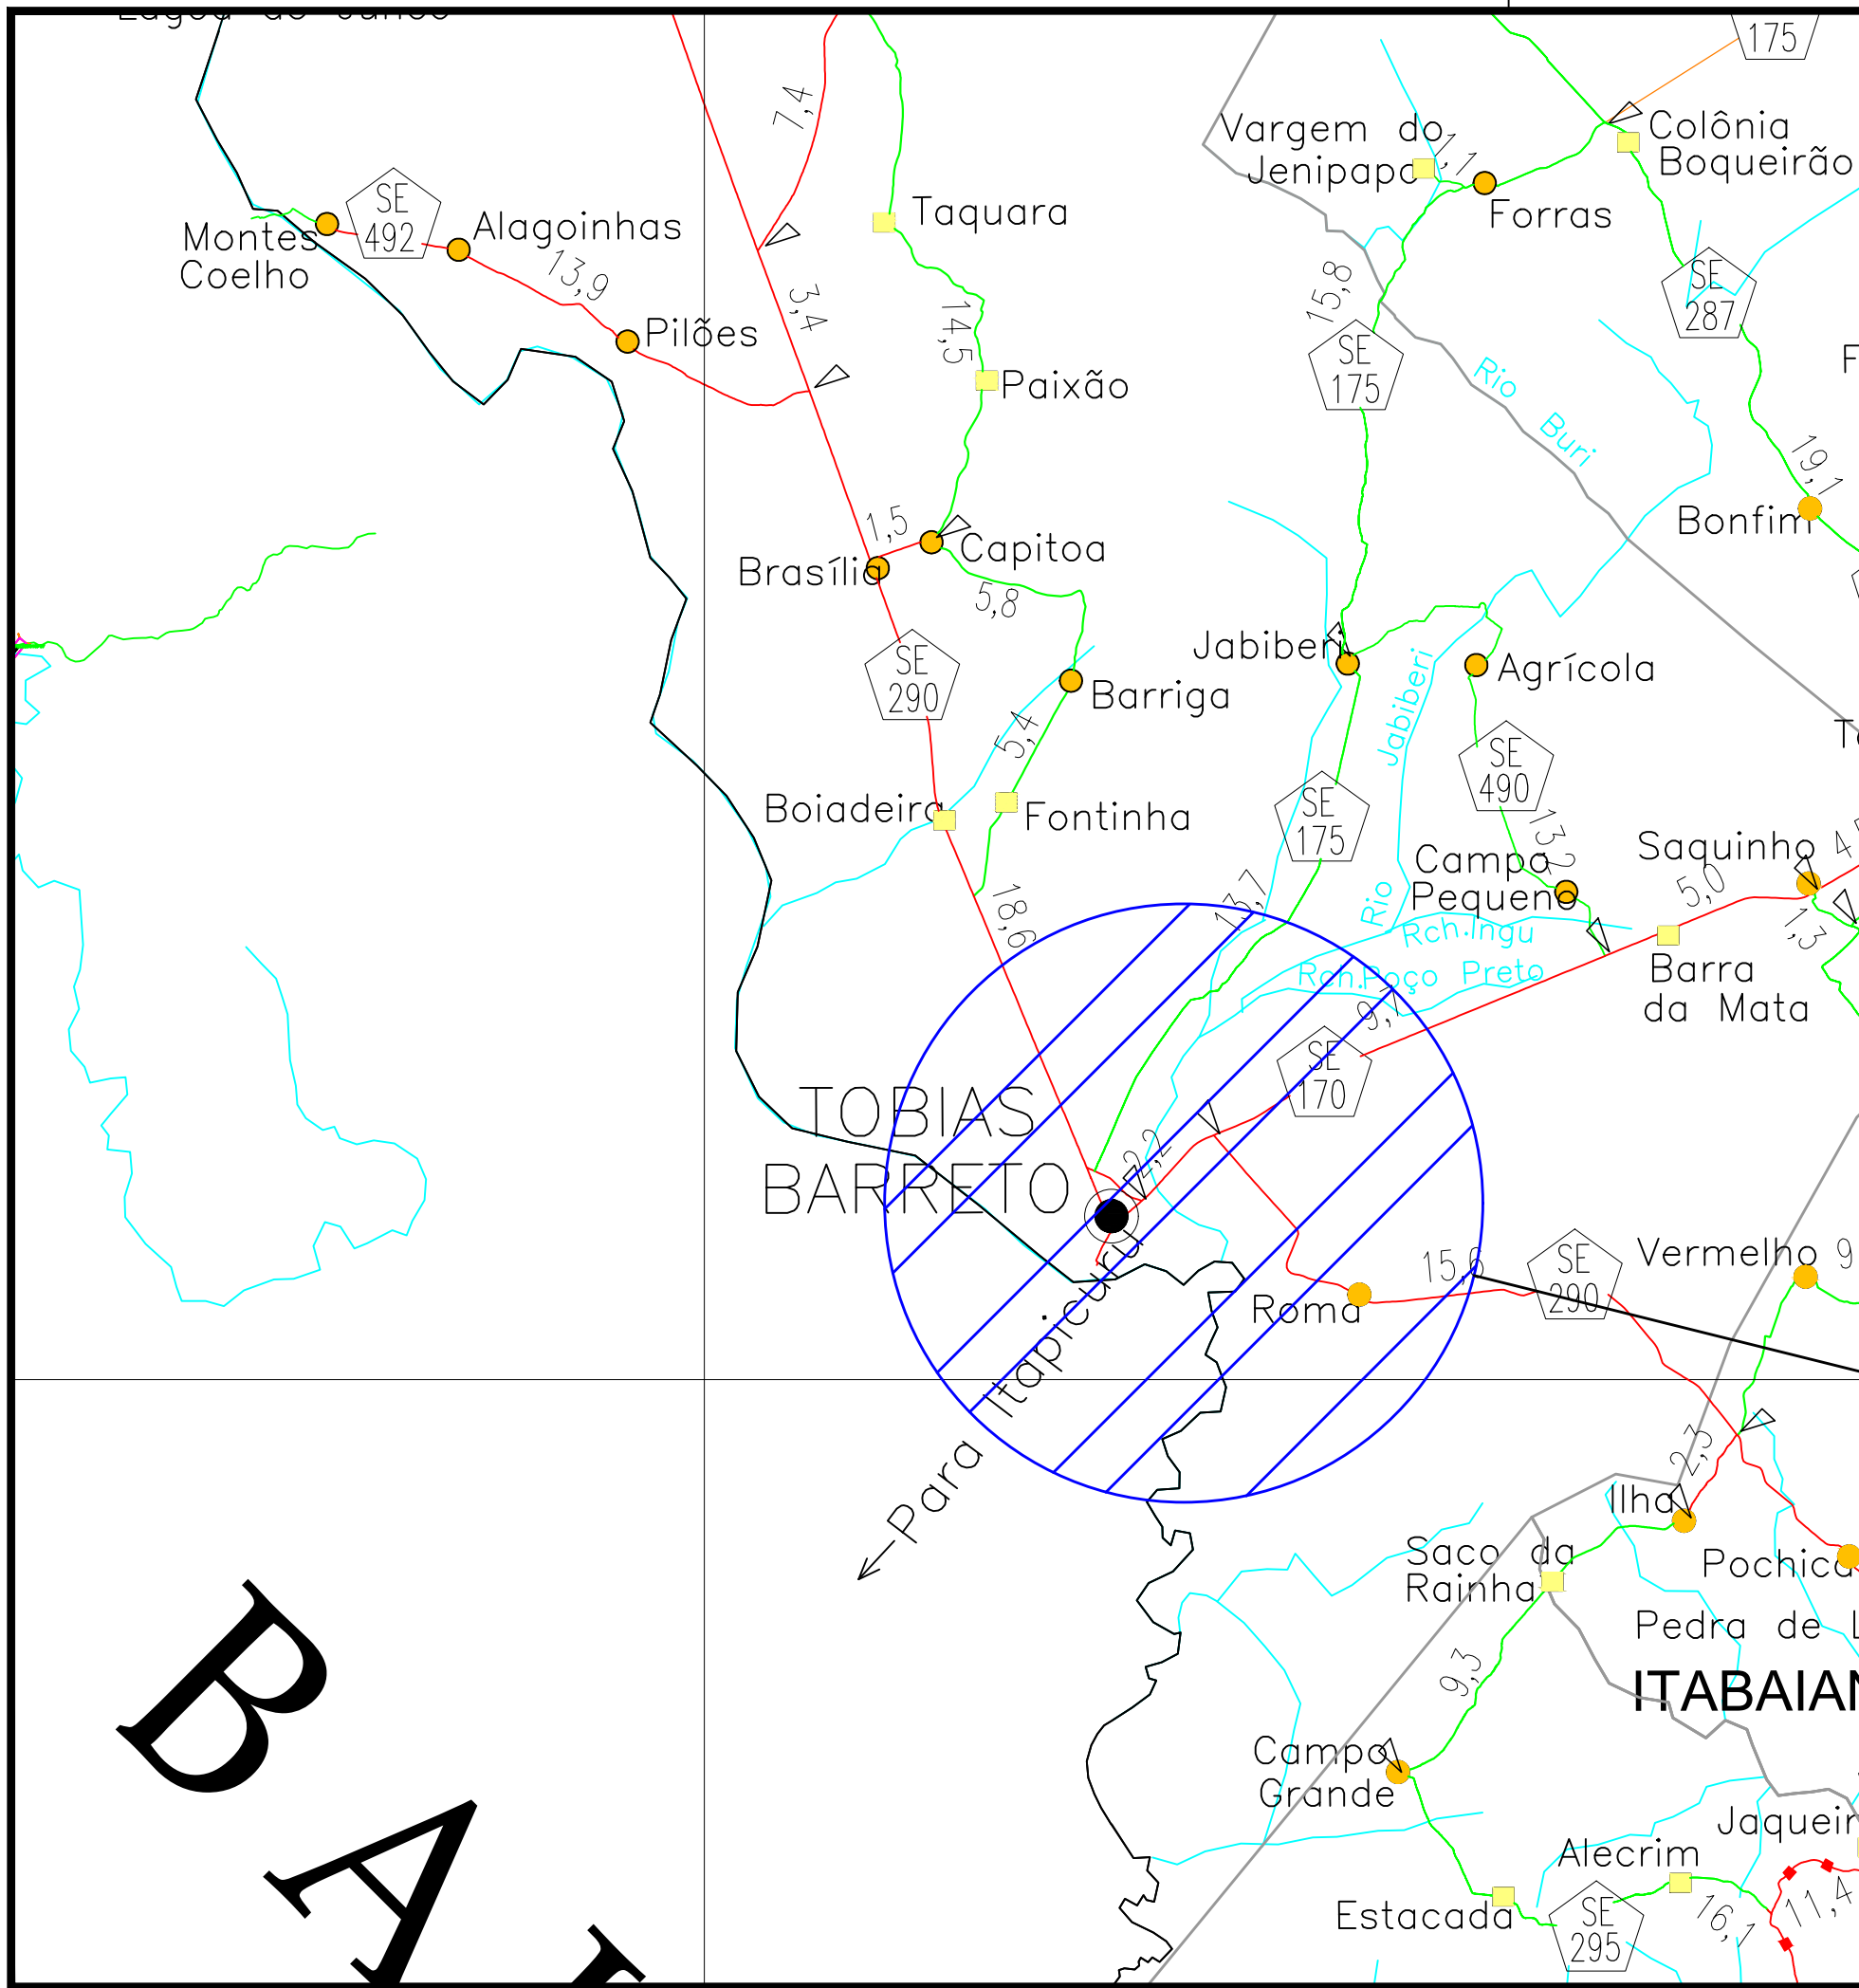 175
Vargem do
Jenipapo
1,1
Colônia
Boqueirão
Forras
7,4
SE
492
Montes
Coelho
Alagoinhas
13,9
Pilões
Taquara
3,4
14,5
Paixão
15,8
SE
175
SE
287
Rio Buri
19,1
Bonfim
1,5
Capitoa
Brasília
5,8
SE
290
Barriga
5,4
Jabiberi
Agrícola
Rio Jabiberi
SE
490
13,2
SE
175
Boiadeira
Fontinha
18,6
13,7
Campo
Pequeno
Saquinho
5,0
1,3
Rch.Ingu
Rch.Poço Preto
Barra
da Mata
9,7
SE
170
TOBIAS
BARRETO
2,2
Vermelho
9
15,6
SE
290
Roma
Para Itapicuru
2,3
Ilha
Saco da
Rainha
Pochica
Pedra de L
ITABAIAN
9,3
Campo
Grande
Jaqueir
Alecrim
Estacada
SE
295
16,1
11,4
B
A